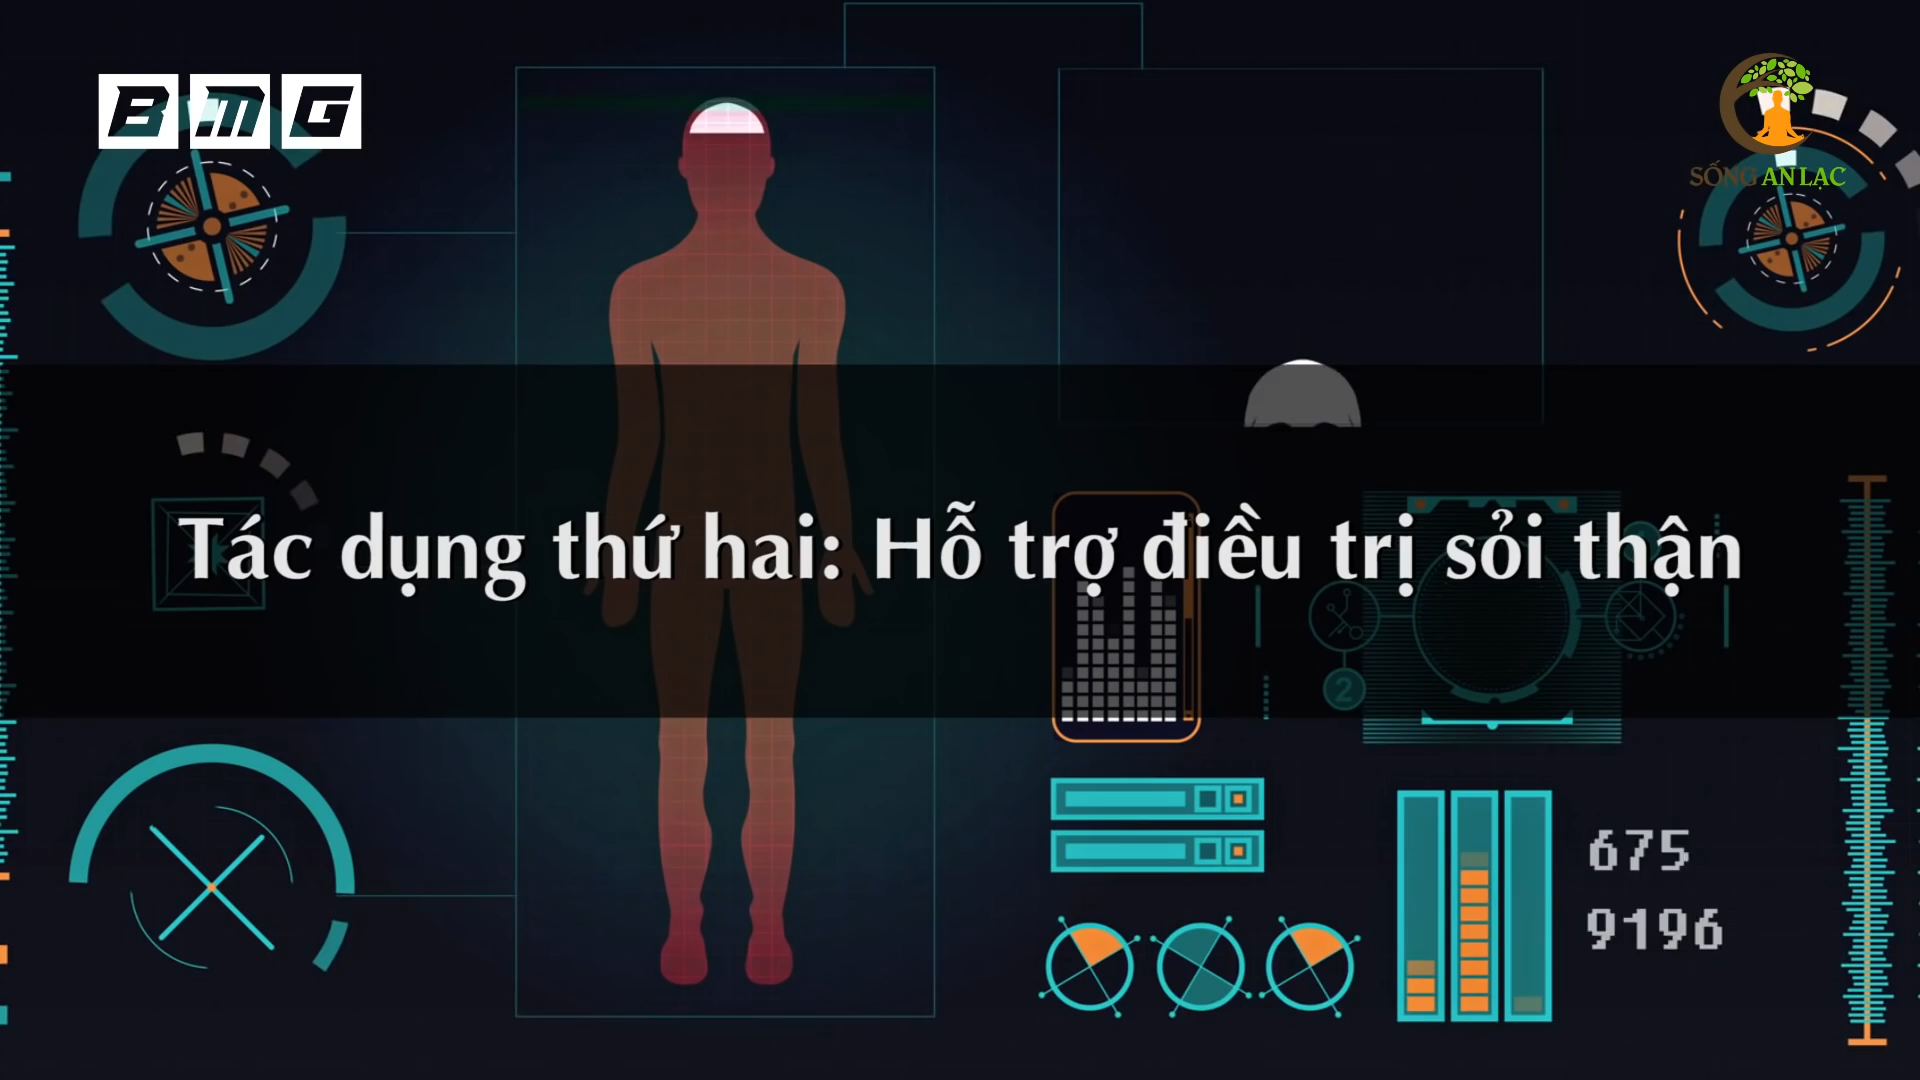 BMG
SỐNG AN LẠC
Tác dụng thứ hai: Hỗ trợ điều trị sỏi thận
2
675
9196